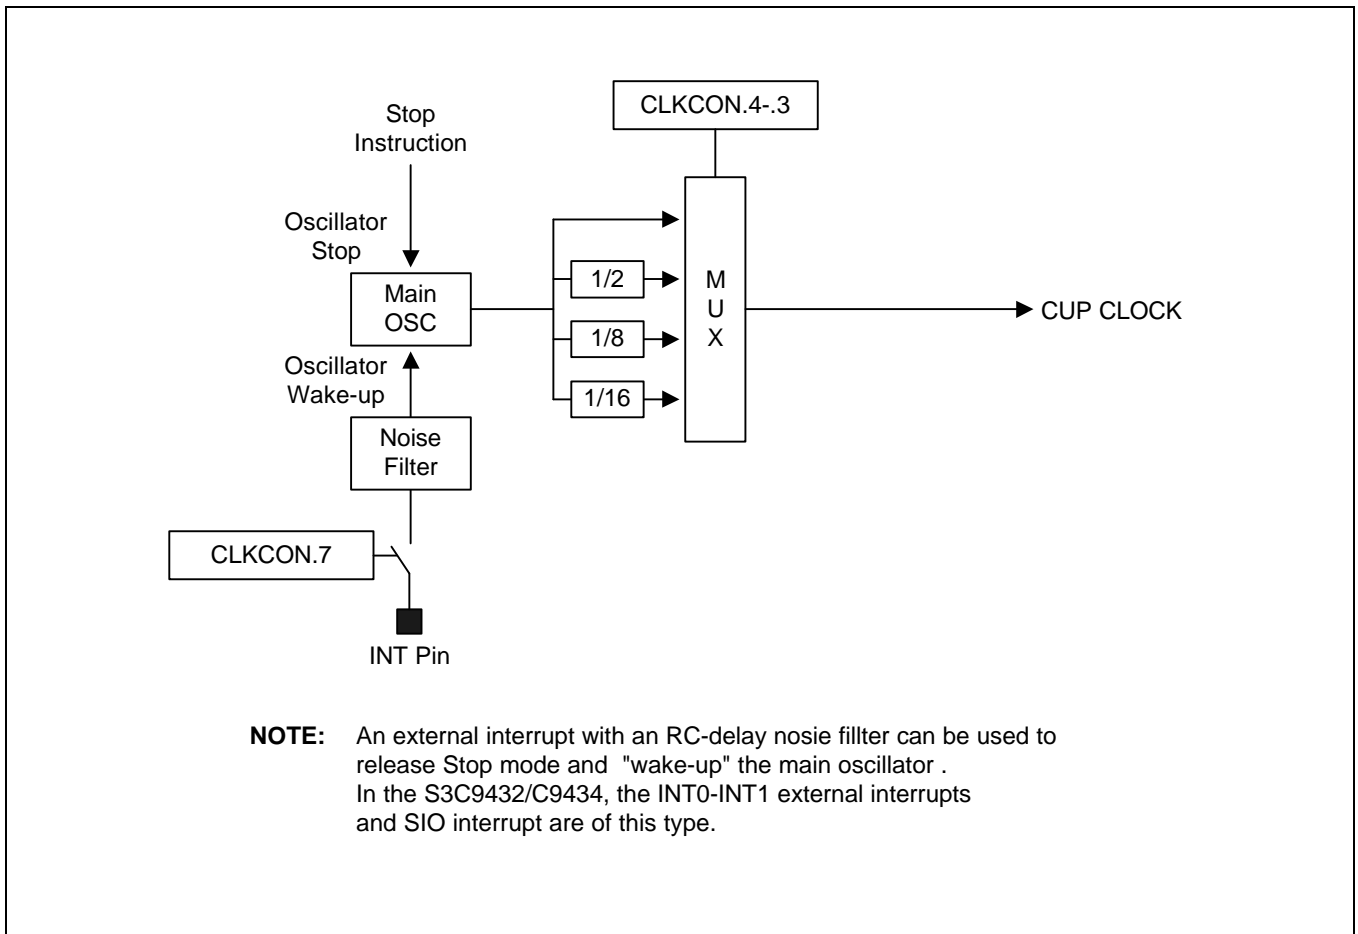 CLKCON.4-.3
Stop
Instruction
Oscillator
Stop
Main
OSC
1/2
1/8
1/16
M
U
X
CUP CLOCK
Oscillator
Wake-up
Noise
Filter
CLKCON.7
INT Pin
NOTE: An external interrupt with an RC-delay nosie fillter can be used to
release Stop mode and "wake-up" the main oscillator .
In the S3C9432/C9434, the INT0-INT1 external interrupts
and SIO interrupt are of this type.